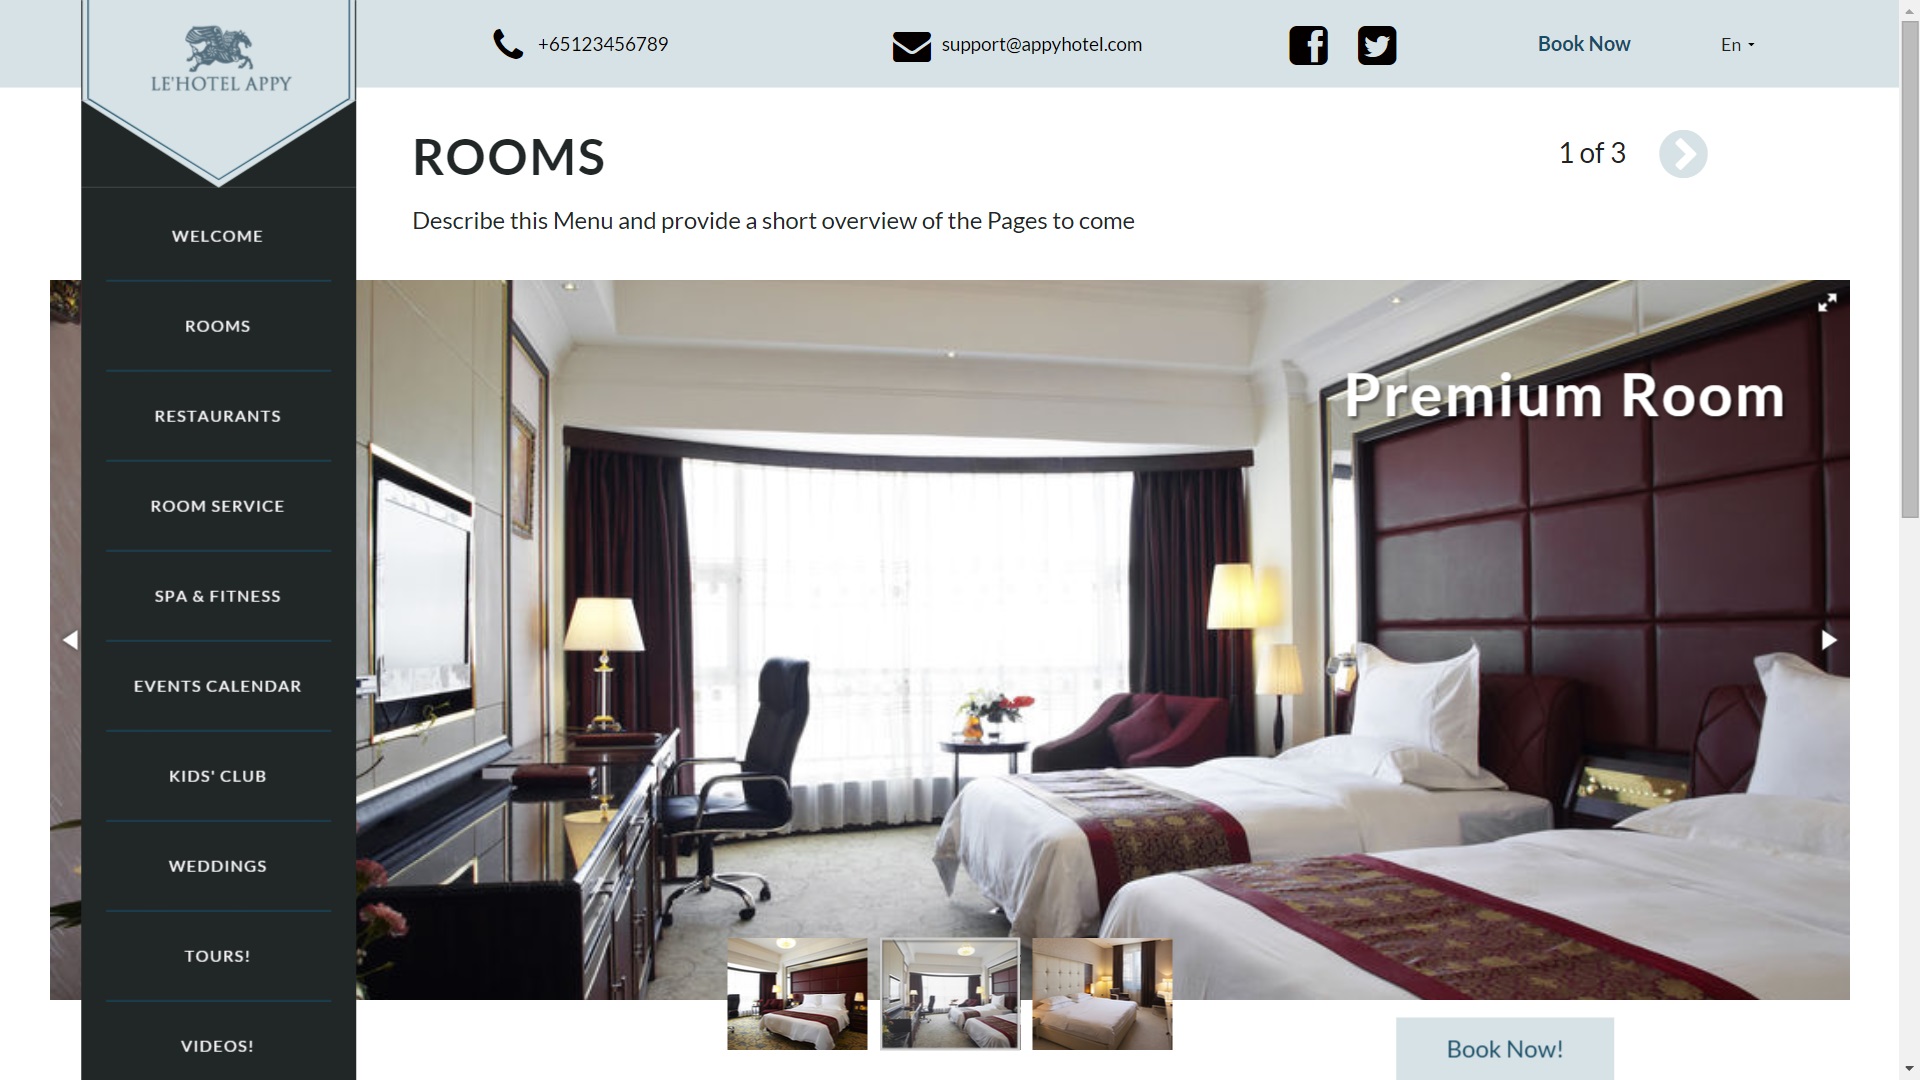 LE'HOTEL APPY
+65123456789
support@appyhotel.com
Book Now
En
ROOMS
1 of 3
Describe this Menu and provide a short overview of the Pages to come
WELCOME
ROOMS
RESTAURANTS
ROOM SERVICE
SPA & FITNESS
EVENTS CALENDAR
KIDS' CLUB
WEDDINGS
TOURS!
VIDEOS!
Premium Room
Book Now!